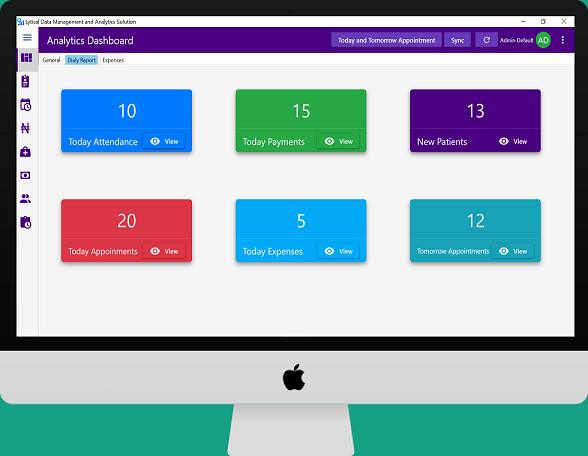 Lytical Data Management and Analytics Solution
Analytics Dashboard
Today and Tomorrow Appointment
Sync
Admin Default
AD
General
Dialy Report
Expenses
10
Today Attendance
View
15
Today Payments
View
13
New Patients
View
20
Today Appoinments
View
5
Today Expenses
View
12
Tomorrow Appointments
View